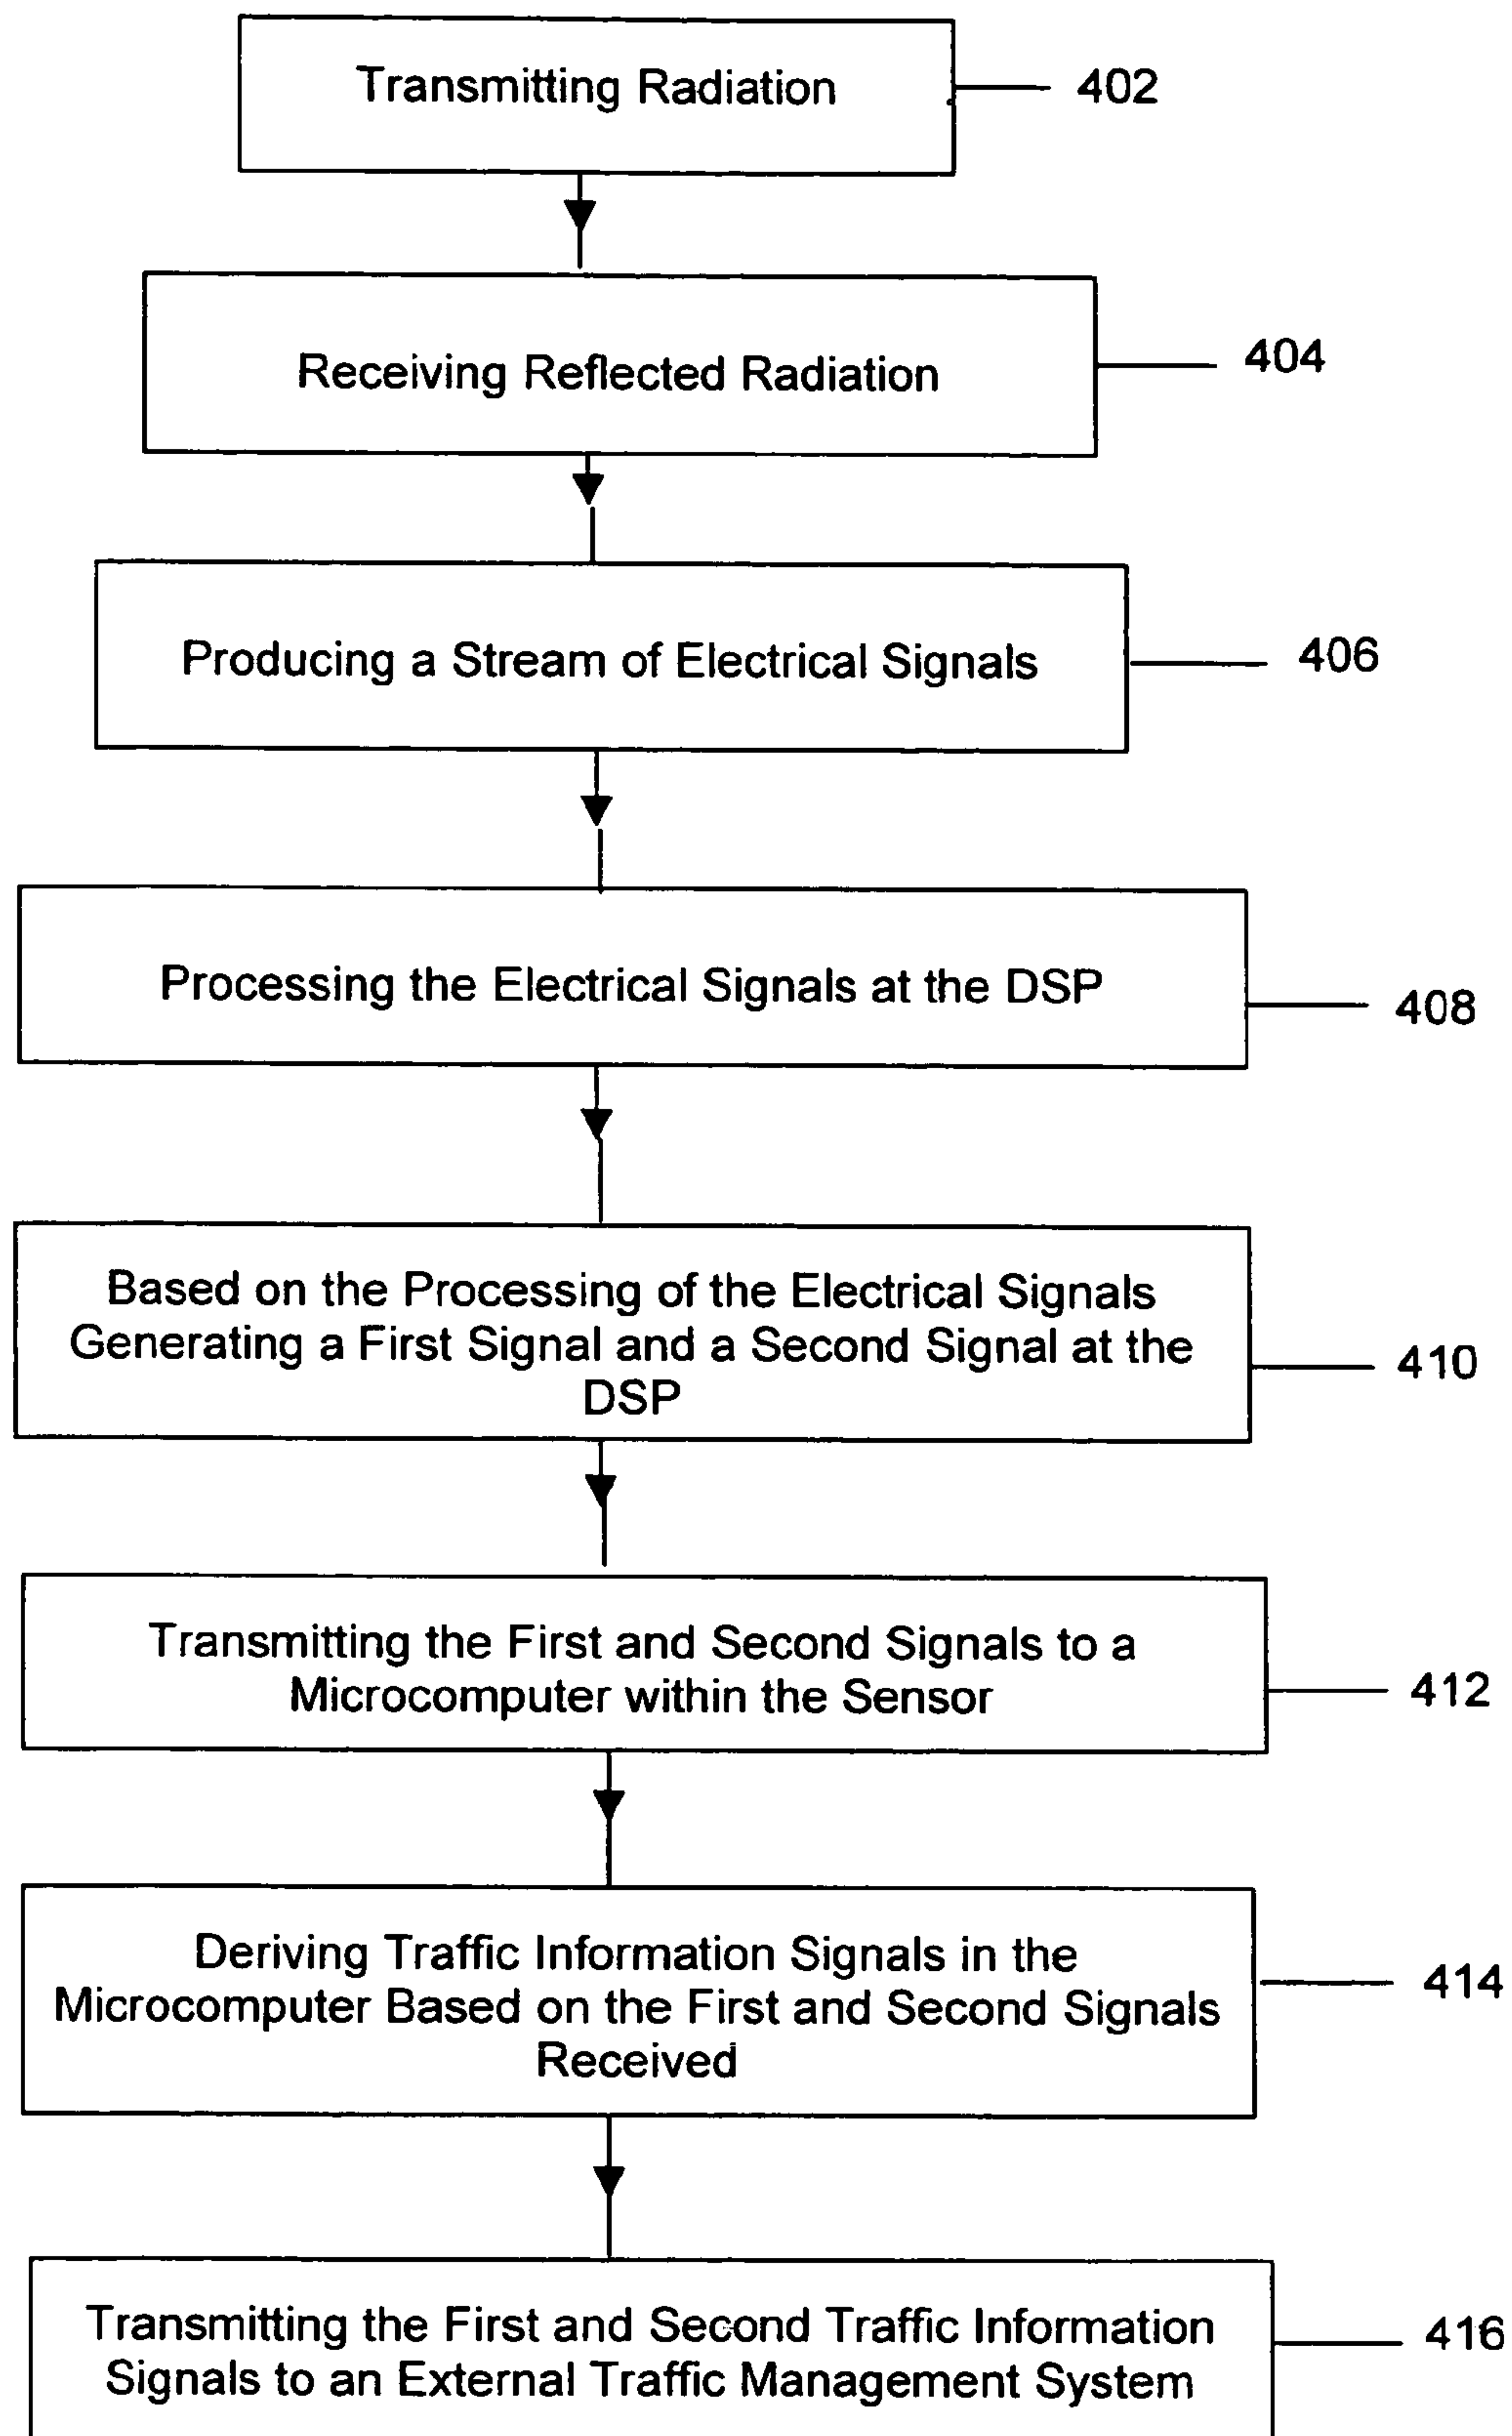 Transmitting Radiation
402
Receiving Reflected Radiation
404
Producing a Stream of Electrical Signals
406
Processing the Electrical Signals at the DSP
408
Based on the Processing of the Electrical Signals
Generating a First Signal and a Second Signal at the
DSP
410
Transmitting the First and Second Signals to a
Microcomputer within the Sensor
412
Deriving Traffic Information Signals in the
Microcomputer Based on the First and Second Signals
Received
414
Transmitting the First and Second Traffic Information
Signals to an External Traffic Management System
416